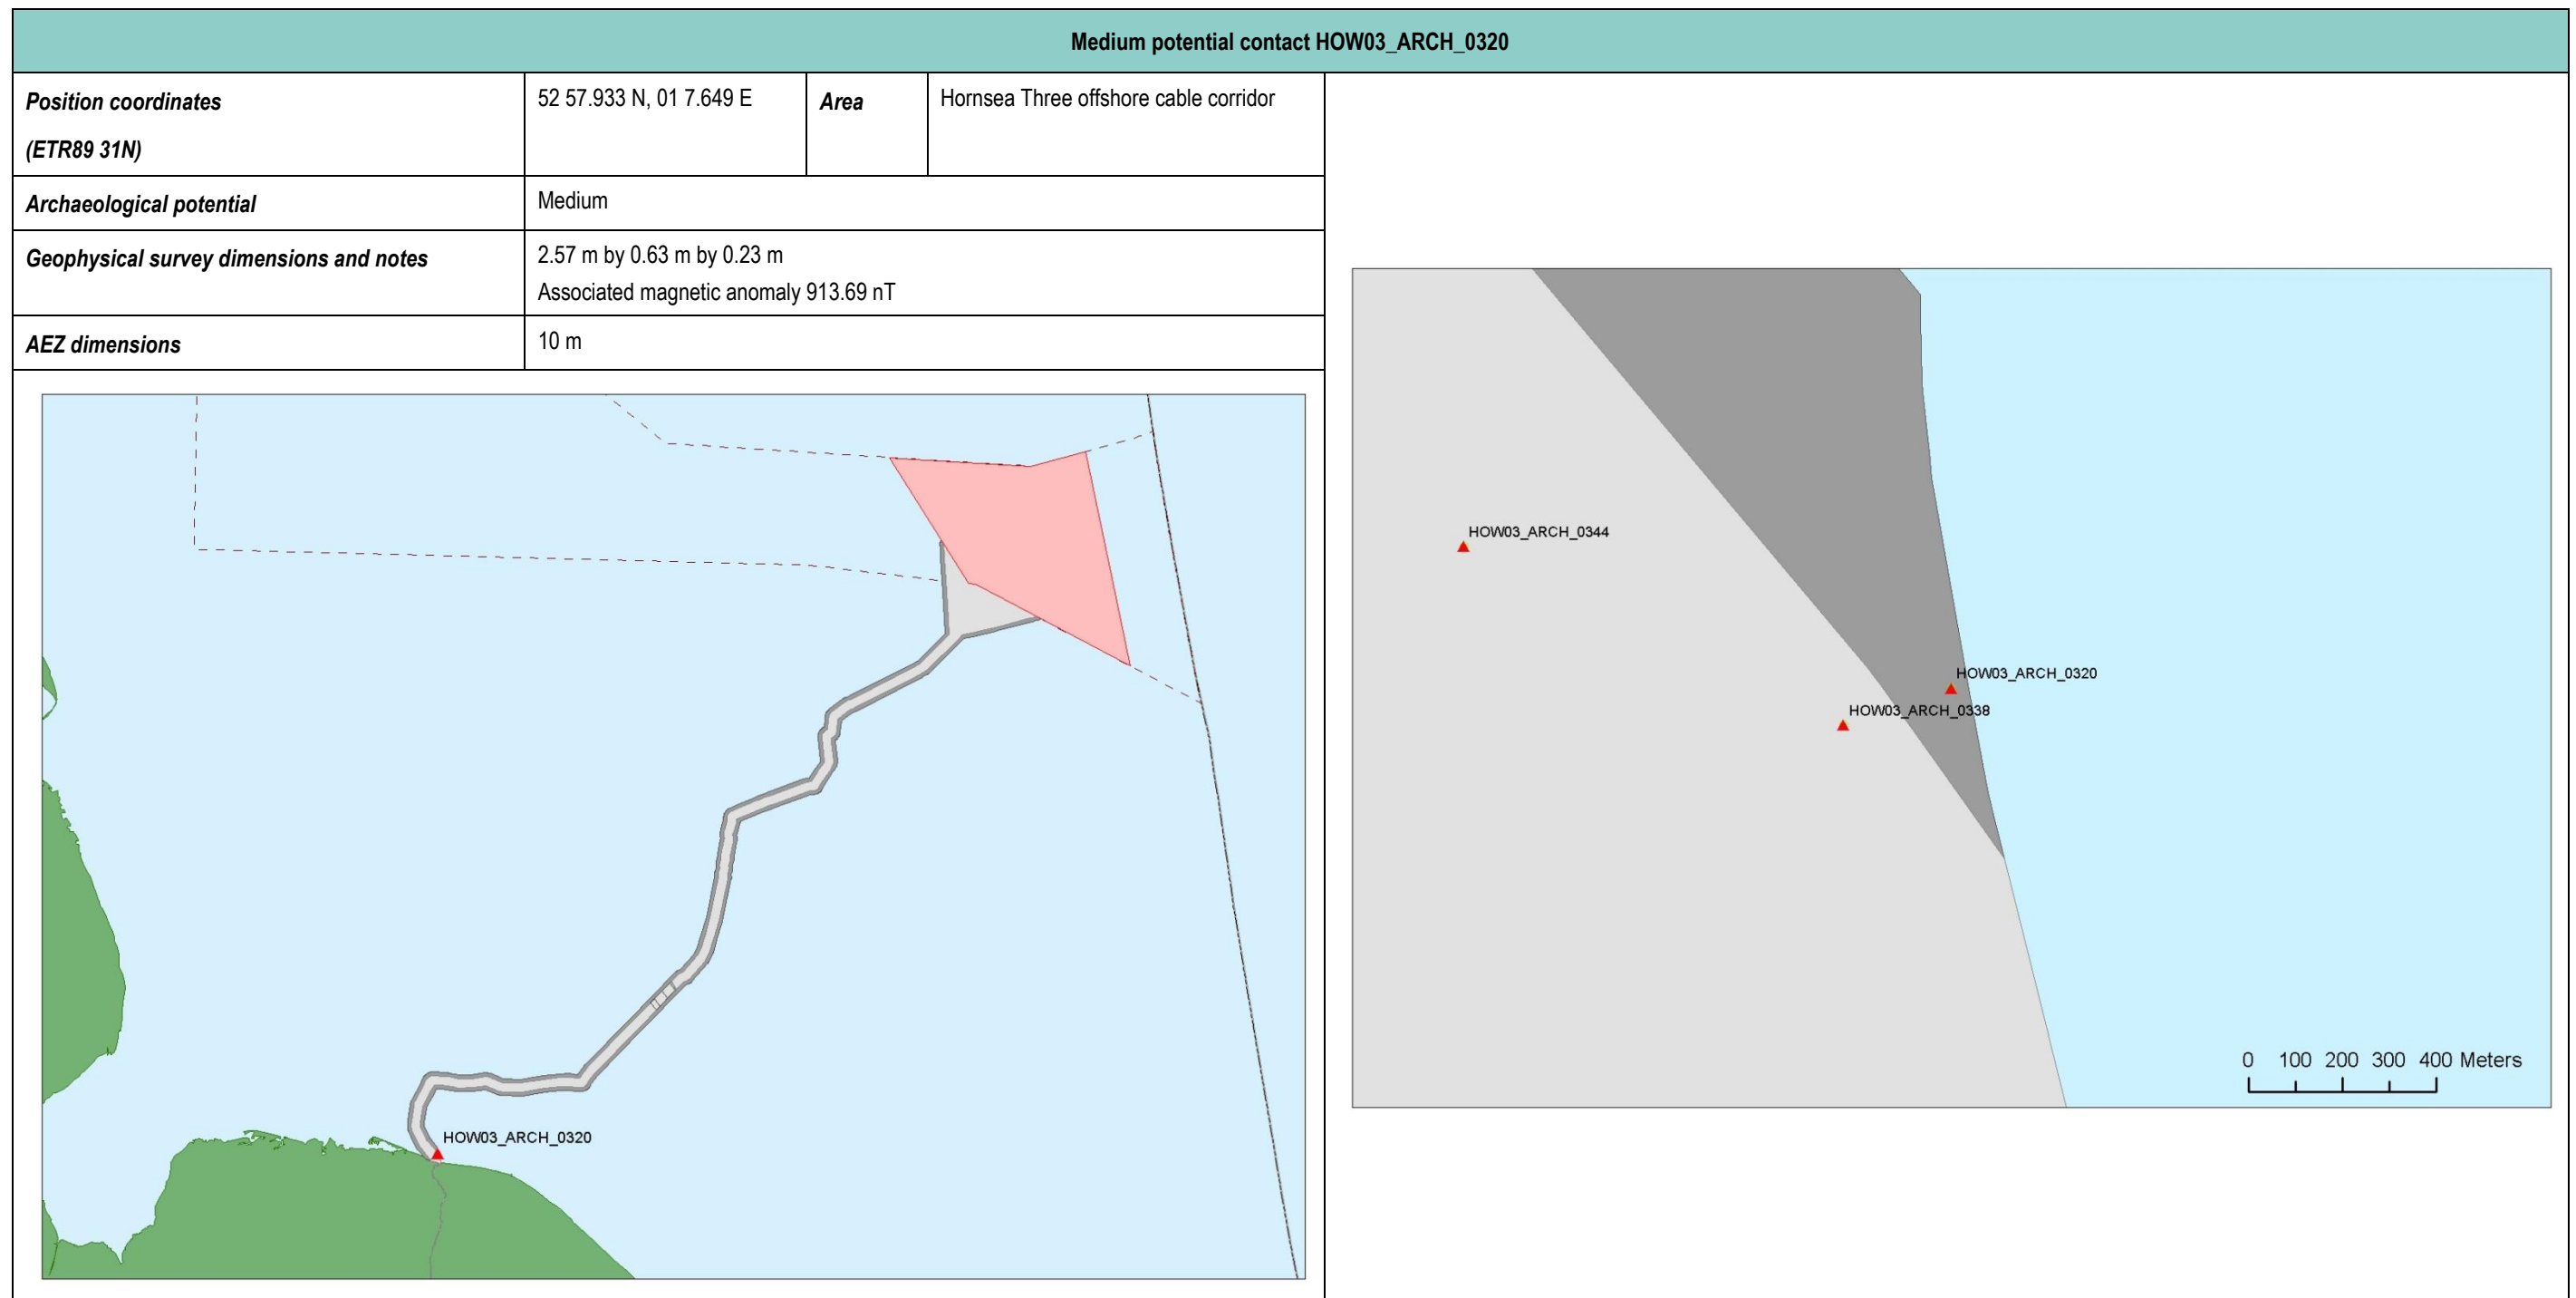 Medium potential contact HOW03_ARCH_0320
Position coordinates
(ETR89 31N)
52 57.933 N, 01 7.649 E
Area
Hornsea Three offshore cable corridor
Archaeological potential
Medium
Geophysical survey dimensions and notes
2.57 m by 0.63 m by 0.23 m
Associated magnetic anomaly 913.69 nT
AEZ dimensions
10 m
HOW03_ARCH_0320
HOW03_ARCH_0344
HOW03_ARCH_0320
HOW03_ARCH_0338
0 100 200 300 400 Meters